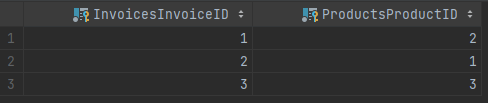 InvoicesInvoiceID ProductsProductID
1 1 2
2 2 1
3 3 3